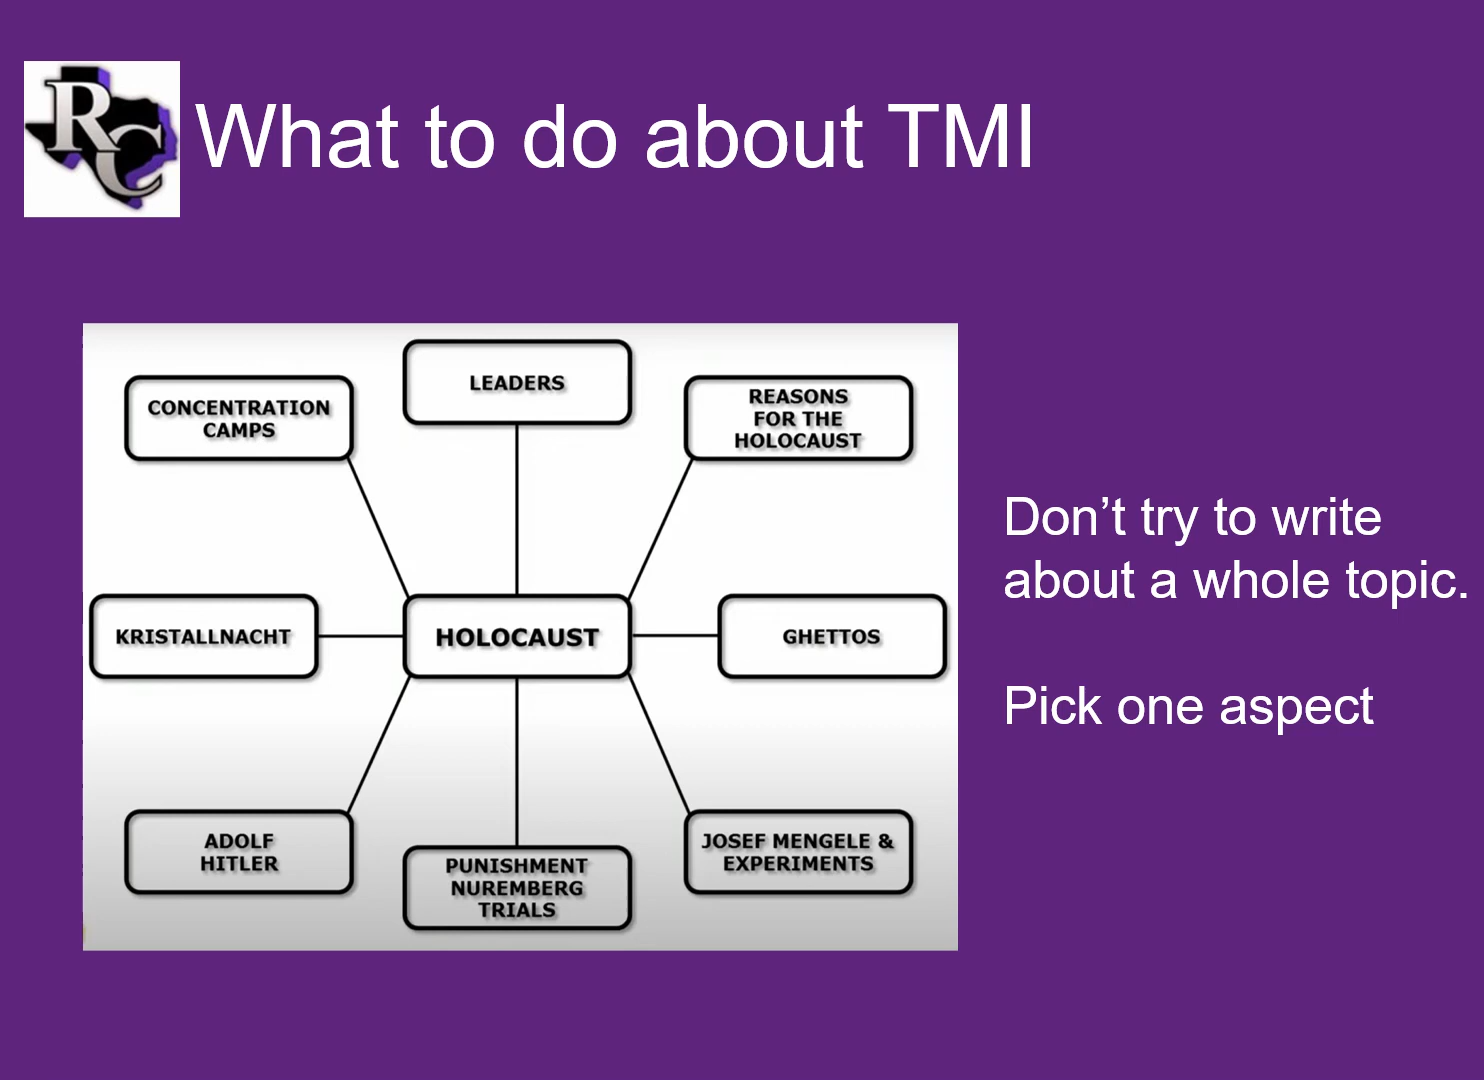 RC
What to do about TMI
LEADERS
CONCENTRATION
CAMPS
REASONS
FOR THE
HOLOCAUST
KRISTALLNACHT
HOLOCAUST
GHETTOS
ADOLF
HITLER
PUNISHMENT
NUREMBERG
TRIALS
JOSEF MENGELE &
EXPERIMENTS
Don’t try to write
about a whole topic.
Pick one aspect